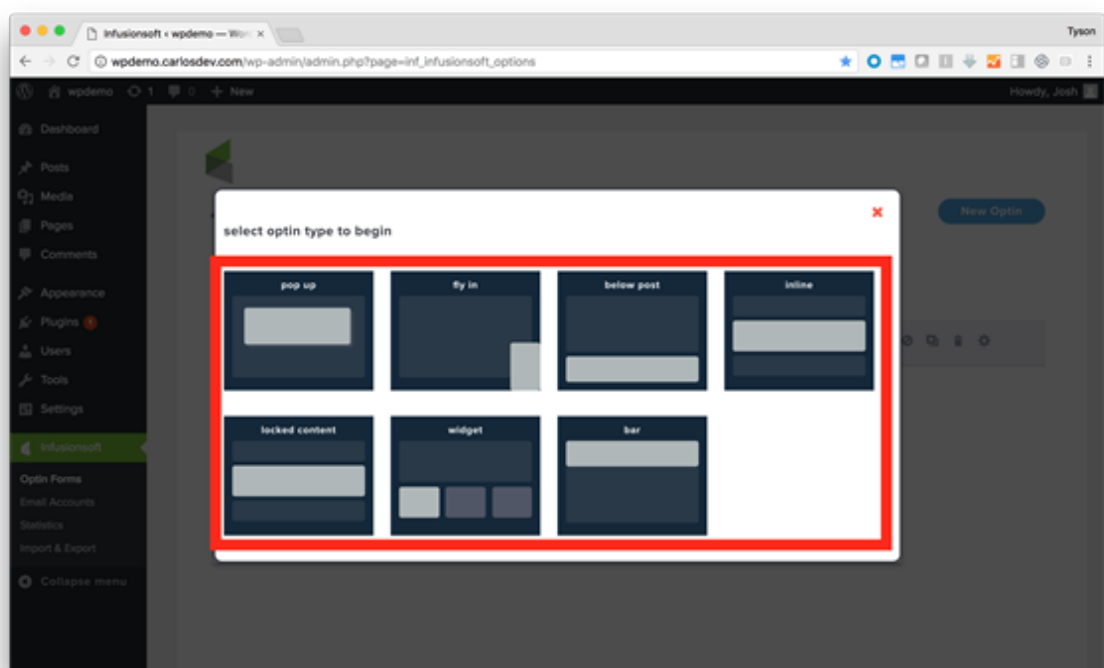 Infusionsoft ‹ wpdemo — Wor
Tyson
wpdemo.carlosdev.com/wp-admin/admin.php?page=inf_infusionsoft_options
wpdemo 1 0 + New
Howdy, Josh
Dashboard
Posts
Media
Pages
Comments
Appearance
Plugins 1
Users
Tools
Settings
Infusionsoft
Optin Forms
Email Accounts
Statistics
Import & Export
Collapse menu
New Optin
select optin type to begin
pop up
fly in
below post
inline
locked content
widget
bar